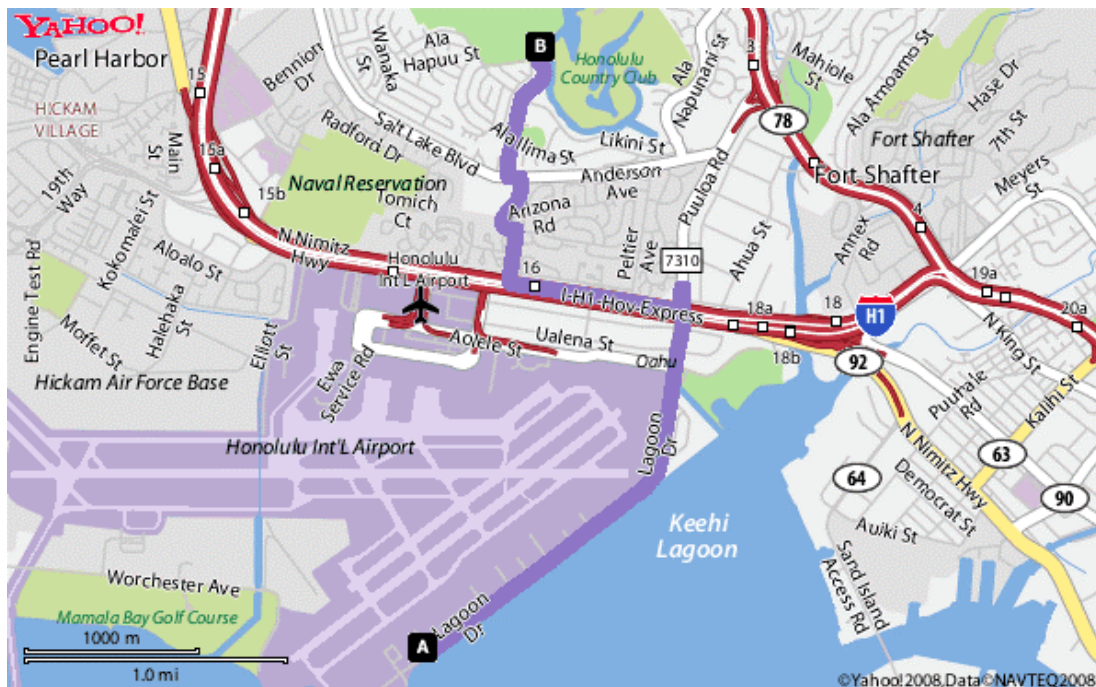 YAHOO!
Pearl Harbor
HICKAM
VILLAGE
15
Main
St
15a
15b
19th
Way
Bennion
Dr
Wanaka
St
Ala
Hapuu St
B
Honolulu
Country Club
Ala
Napunani St
3
Mahiole
St
78
Ala Amoamo St
Hase Dr
Fort Shafter
7th St
Fort Shafter
Meyers
St
Radford Dr
Salt Lake Blvd
Ala Ilima St
Likini St
Anderson
Ave
Puuloa Rd
Naval Reservation
Tomich
Ct
Arizona
Rd
Peltier
Ave
7310
Ahua St
Annex
Rd
4
Engine Test Rd
Kokomalei St
Aloalo St
Halehaka
St
Moffet St
Elliott
St
N Nimitz
Hwy
Honolulu
Int'L Airport
16
I-H1-Hov-Express
18a
18
18b
H1
19a
20a
N King St
92
Aolele St
Ualena St
Oahu
Ewa
Service Rd
Hickam Air Force Base
Honolulu Int'L Airport
Lagoon
Dr
Puuhale
Rd
Kalihi St
N Nimitz Hwy
63
64
90
Democrat St
Auiki St
Sand Island
Access Rd
Keehi
Lagoon
Worchester Ave
Mamala Bay Golf Course
1000 m
1.0 mi
A
Lagoon
Dr
©Yahoo!2008,Data©NAVTEQ2008